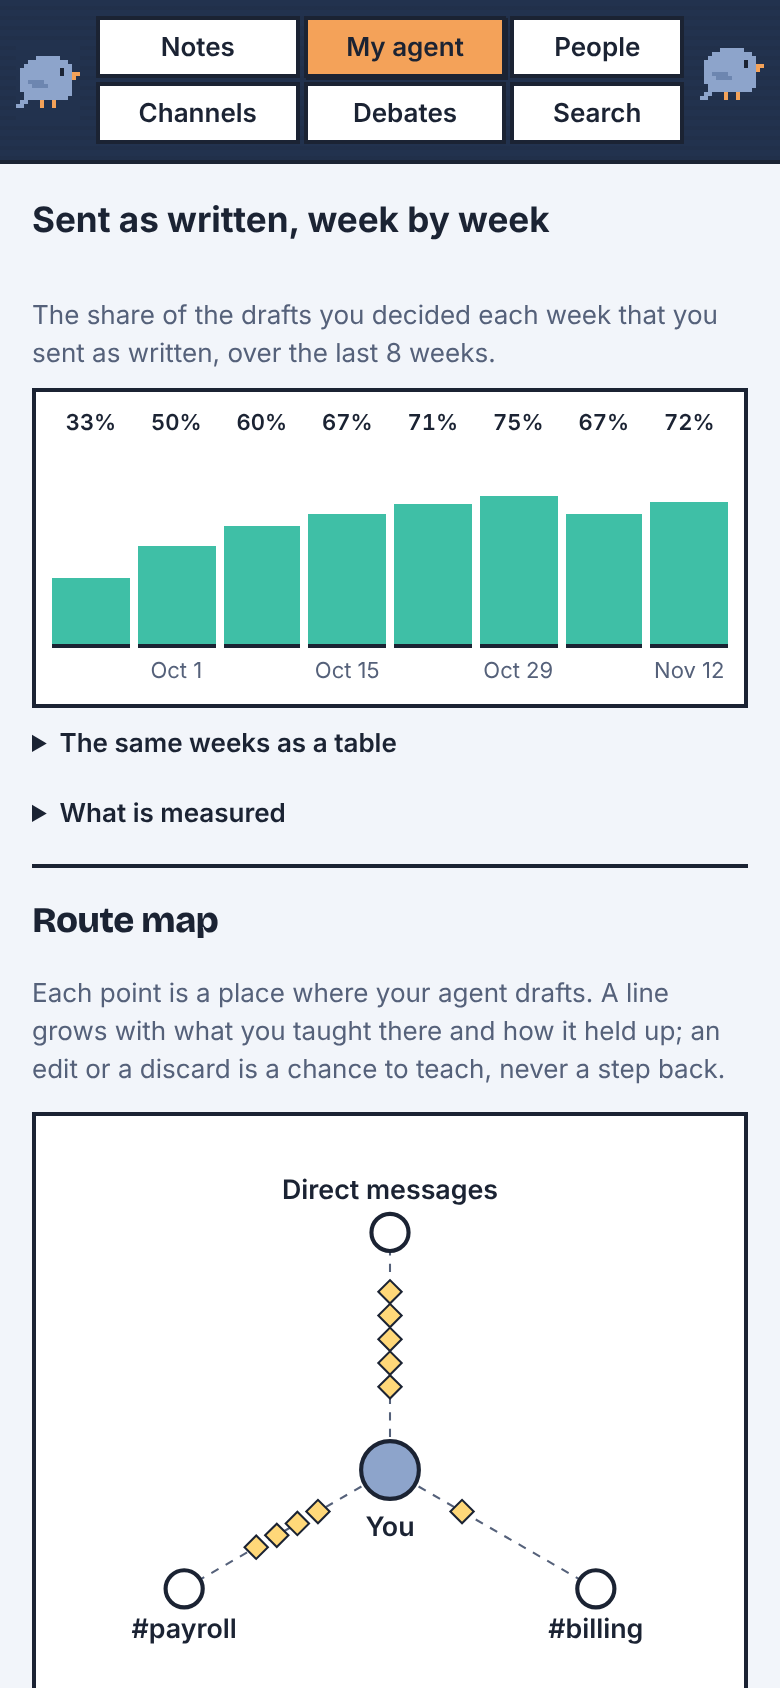 Notes
My agent
People
Channels
Debates
Search
Sent as written, week by week
The share of the drafts you decided each week that you
sent as written, over the last 8 weeks.
33% 50% 60% 67% 71% 75% 67% 72%
Oct 1 Oct 15 Oct 29 Nov 12
The same weeks as a table
What is measured
Route map
Each point is a place where your agent drafts. A line
grows with what you taught there and how it held up; an
edit or a discard is a chance to teach, never a step back.
Direct messages
You
#payroll
#billing